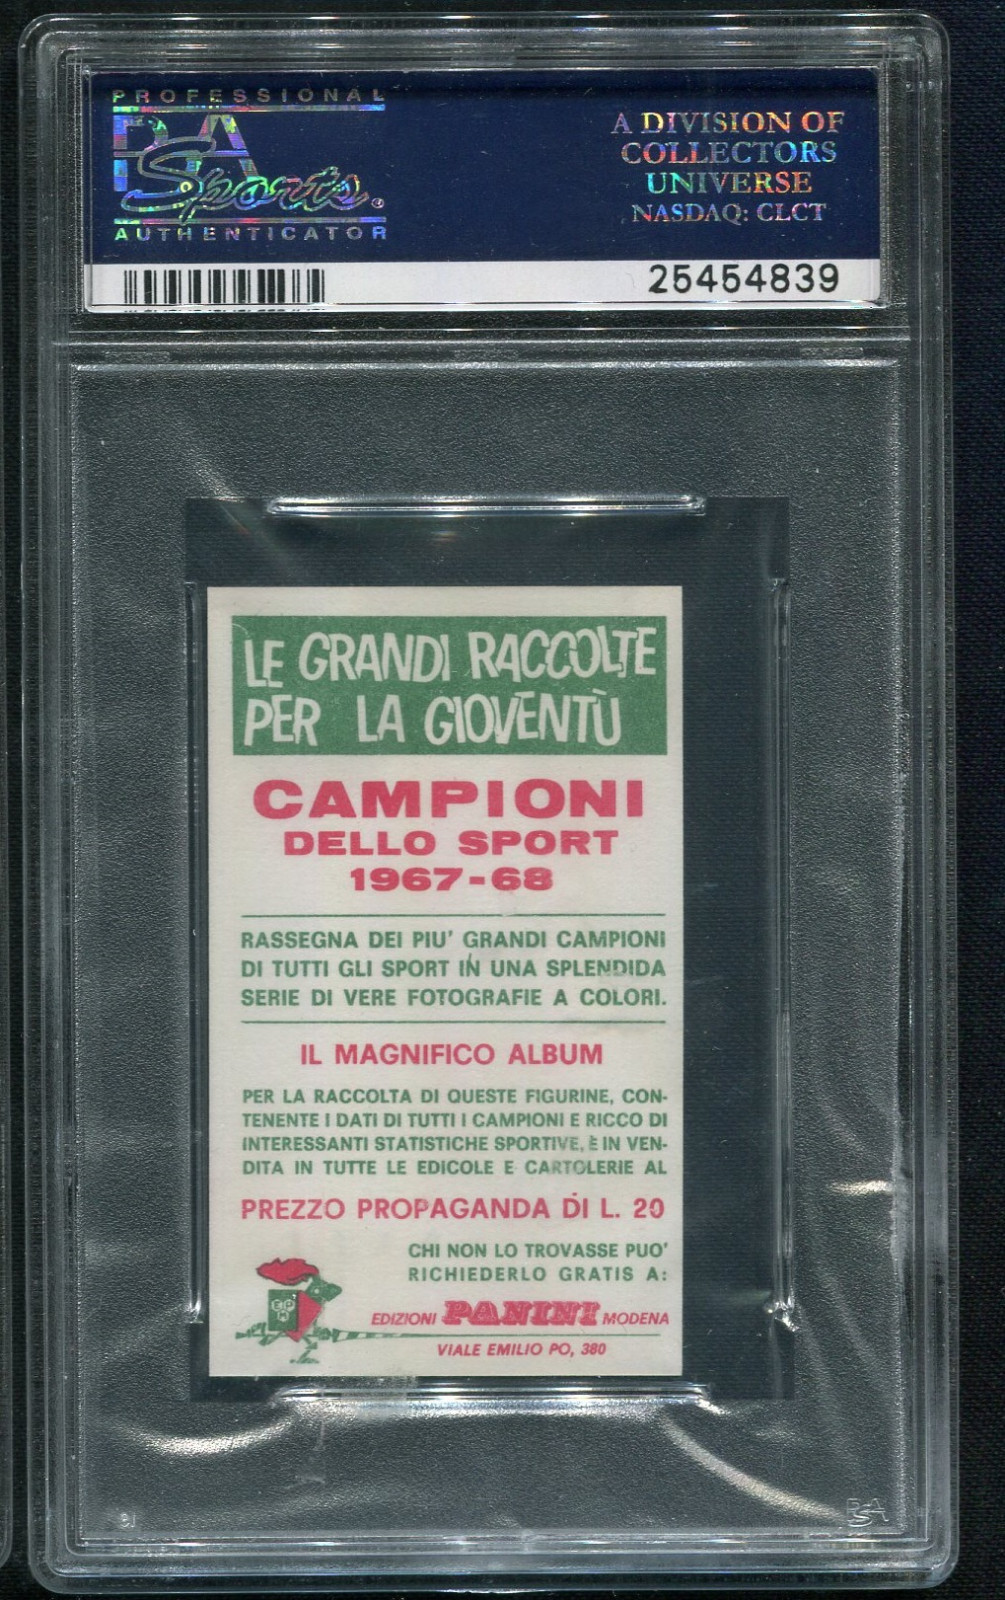 PROFESSIONAL
PSA
Sports
AUTHENTICATOR
A DIVISION OF
COLLECTORS
UNIVERSE
NASDAQ: CLCT
25454839
LE GRANDI RACCOLTE
PER LA GIOVENTÙ
CAMPIONI
DELLO SPORT
1967-68
RASSEGNA DEI PIU' GRANDI CAMPIONI
DI TUTTI GLI SPORT IN UNA SPLENDIDA
SERIE DI VERE FOTOGRAFIE A COLORI.
IL MAGNIFICO ALBUM
PER LA RACCOLTA DI QUESTE FIGURINE, CON-
TENENTE I DATI DI TUTTI I CAMPIONI E RICCO DI
INTERESSANTI STATISTICHE SPORTIVE, È IN VEN-
DITA IN TUTTE LE EDICOLE E CARTOLERIE AL
PREZZO PROPAGANDA DI L. 20
CHI NON LO TROVASSE PUO'
RICHIEDERLO GRATIS A:
EPM
EDIZIONI PANINI MODENA
VIALE EMILIO PO, 380
PSA